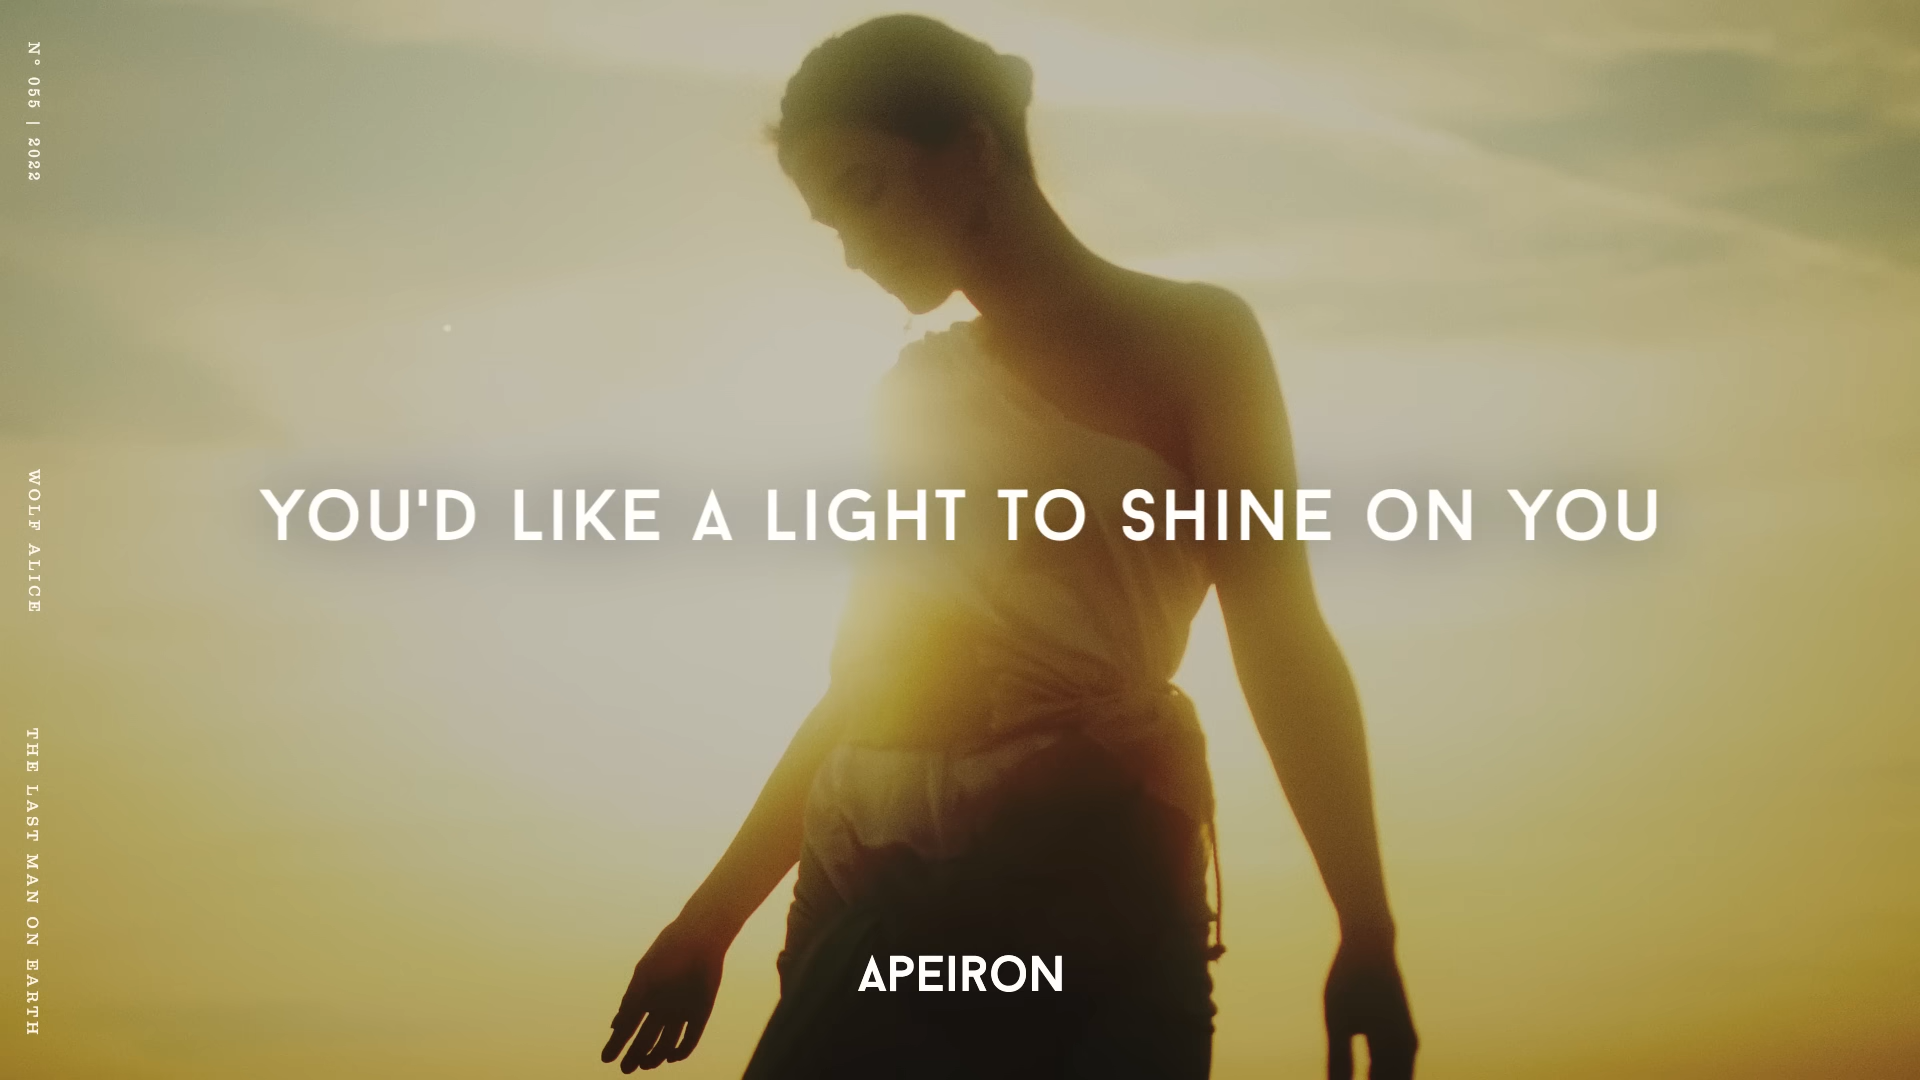 N° 055 | 2022
WOLF ALICE
THE LAST MAN ON EARTH
YOU'D LIKE A LIGHT TO SHINE ON YOU
APEIRON